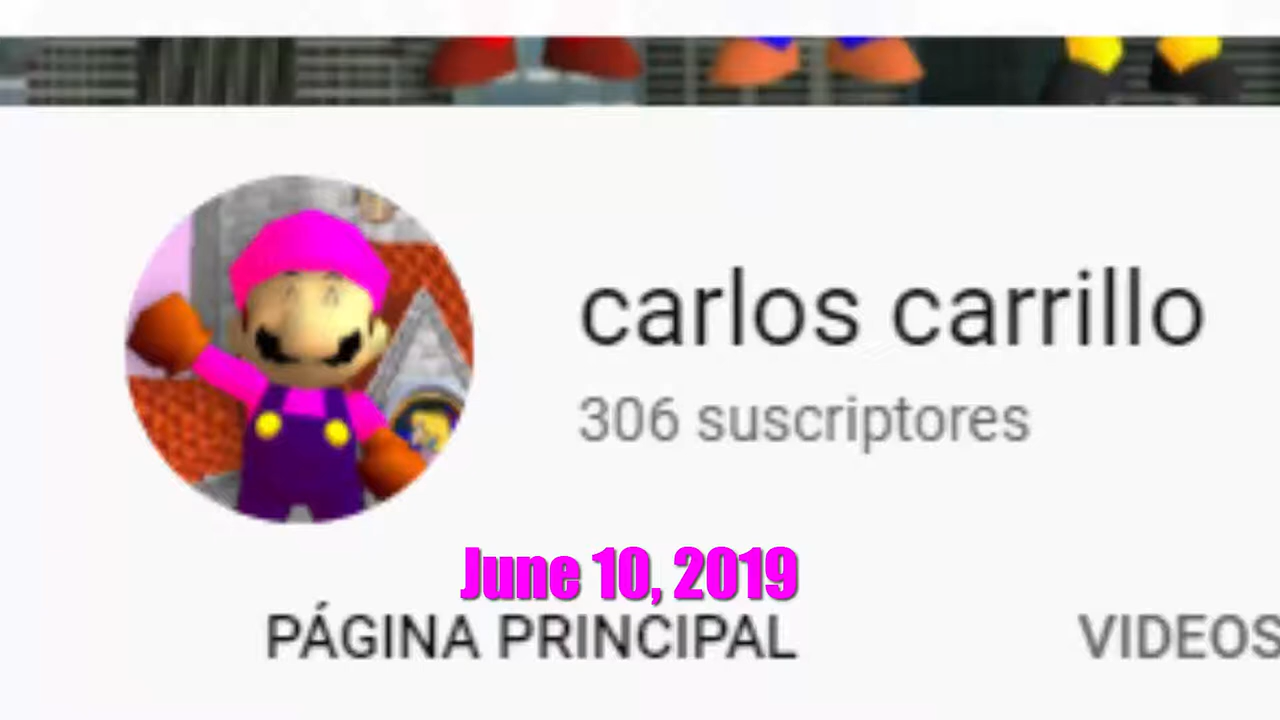 carlos carrillo
306 suscriptores
June 10, 2019
PÁGINA PRINCIPAL VIDEOS